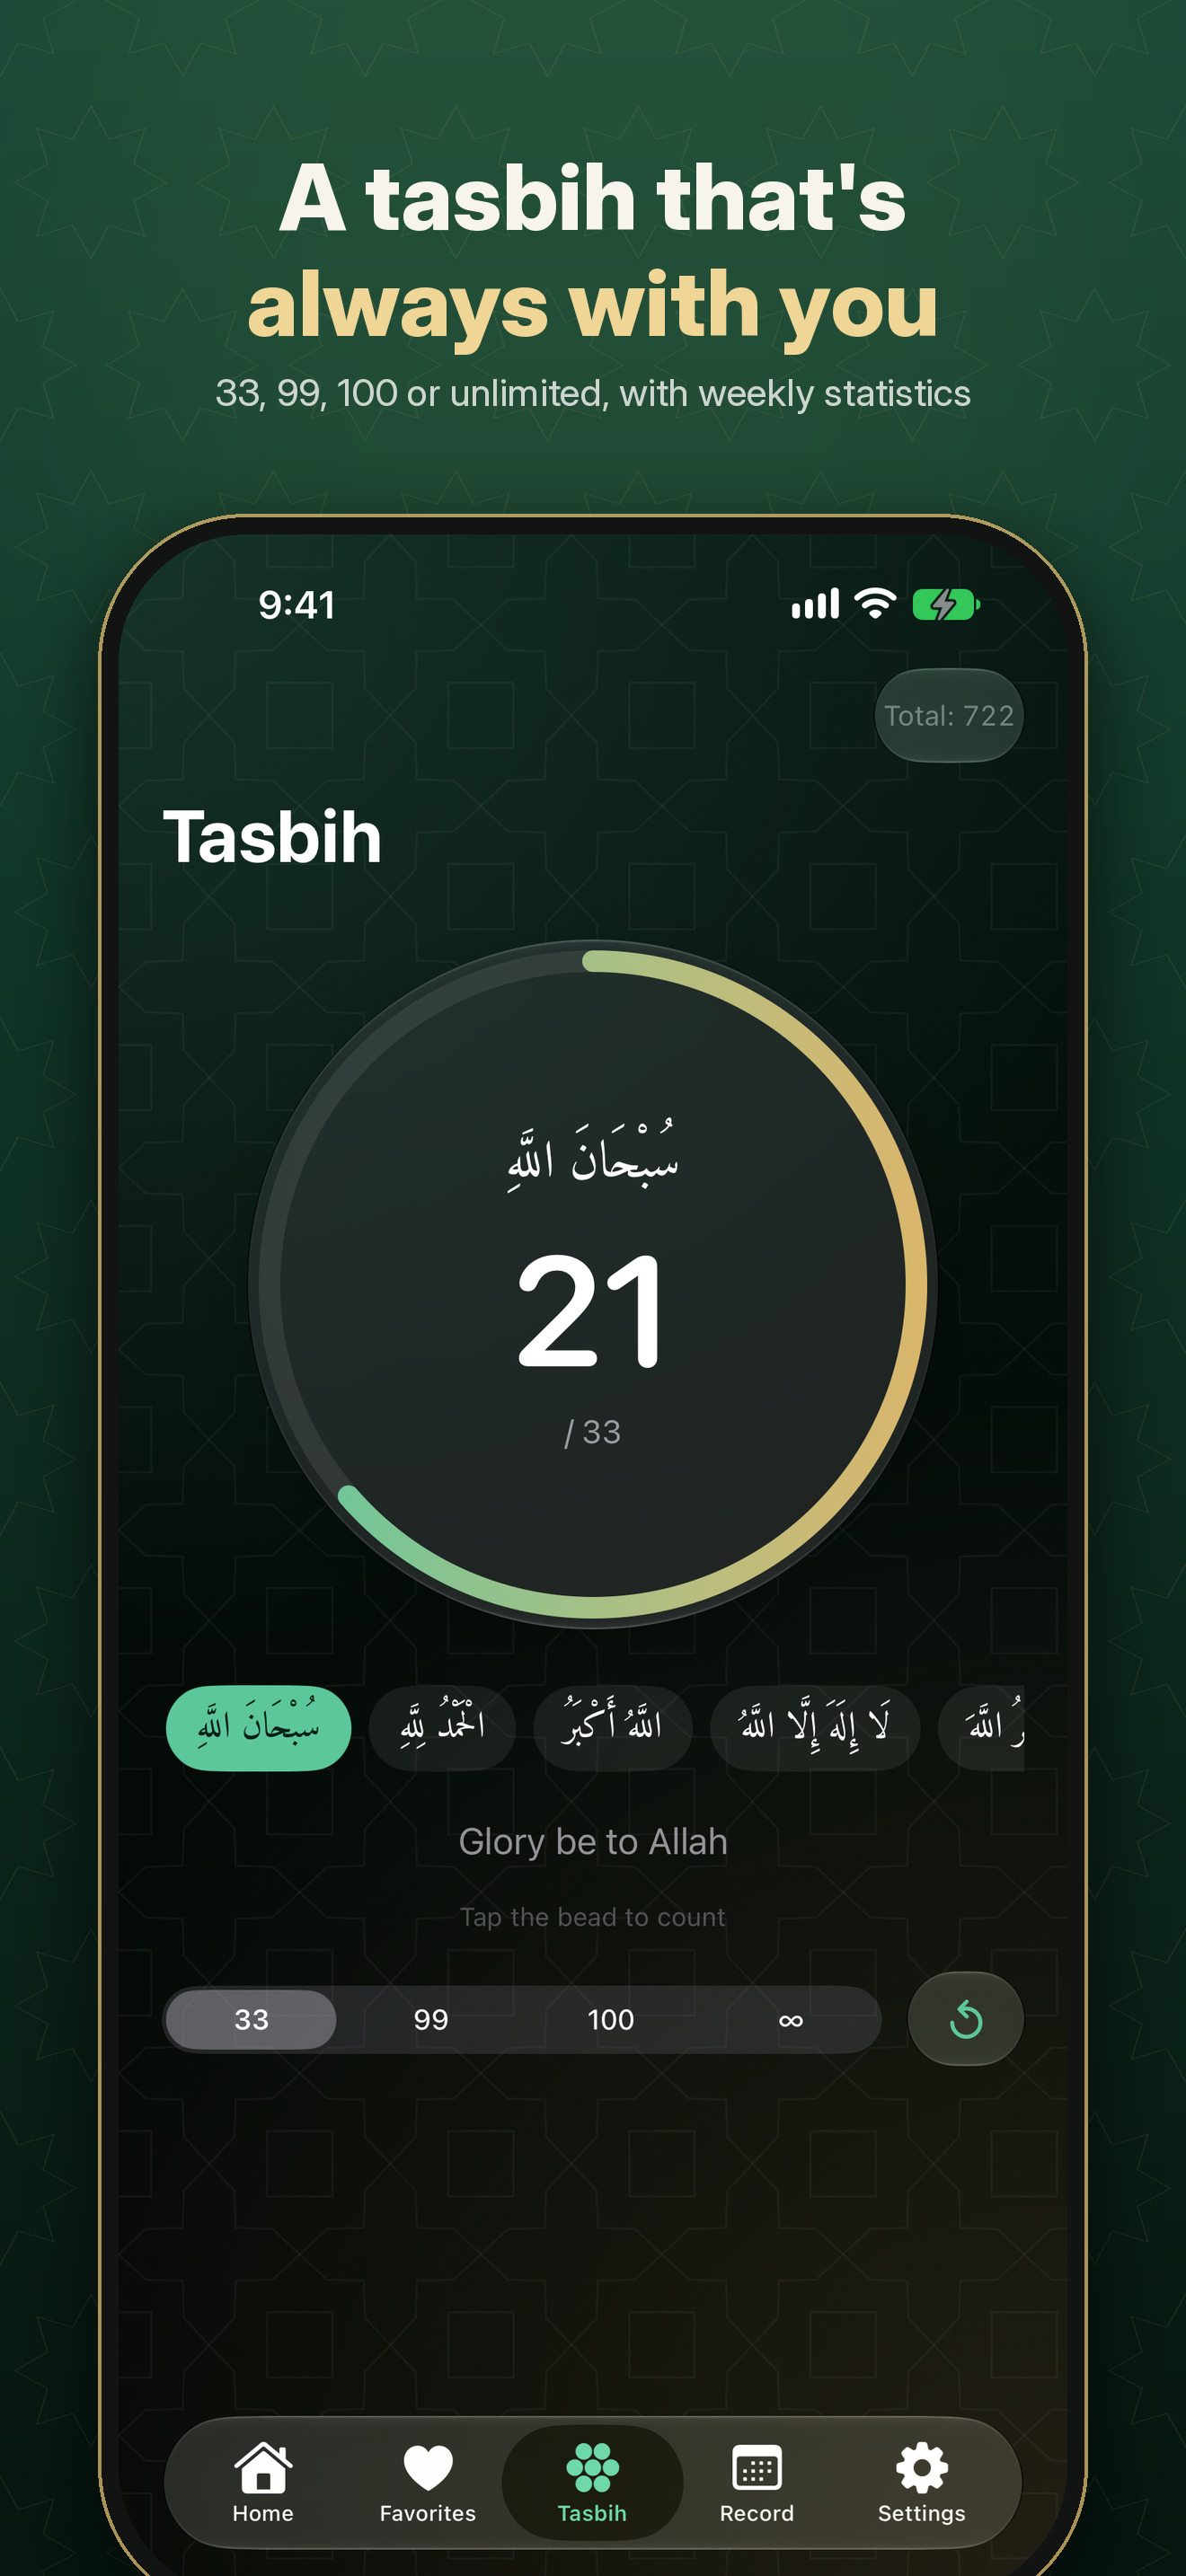 A tasbih that's
always with you
33, 99, 100 or unlimited, with weekly statistics
9:41
Total: 722
Tasbih
سُبْحَانَ اللَّهِ
21
/ 33
سُبْحَانَ اللَّهِ الْحَمْدُ لِلَّهِ اللَّهُ أَكْبَرُ لَا إِلَهَ إِلَّا اللَّهُ اللَّهَ
Glory be to Allah
Tap the bead to count
33 99 100 ∞
Home Favorites Tasbih Record Settings